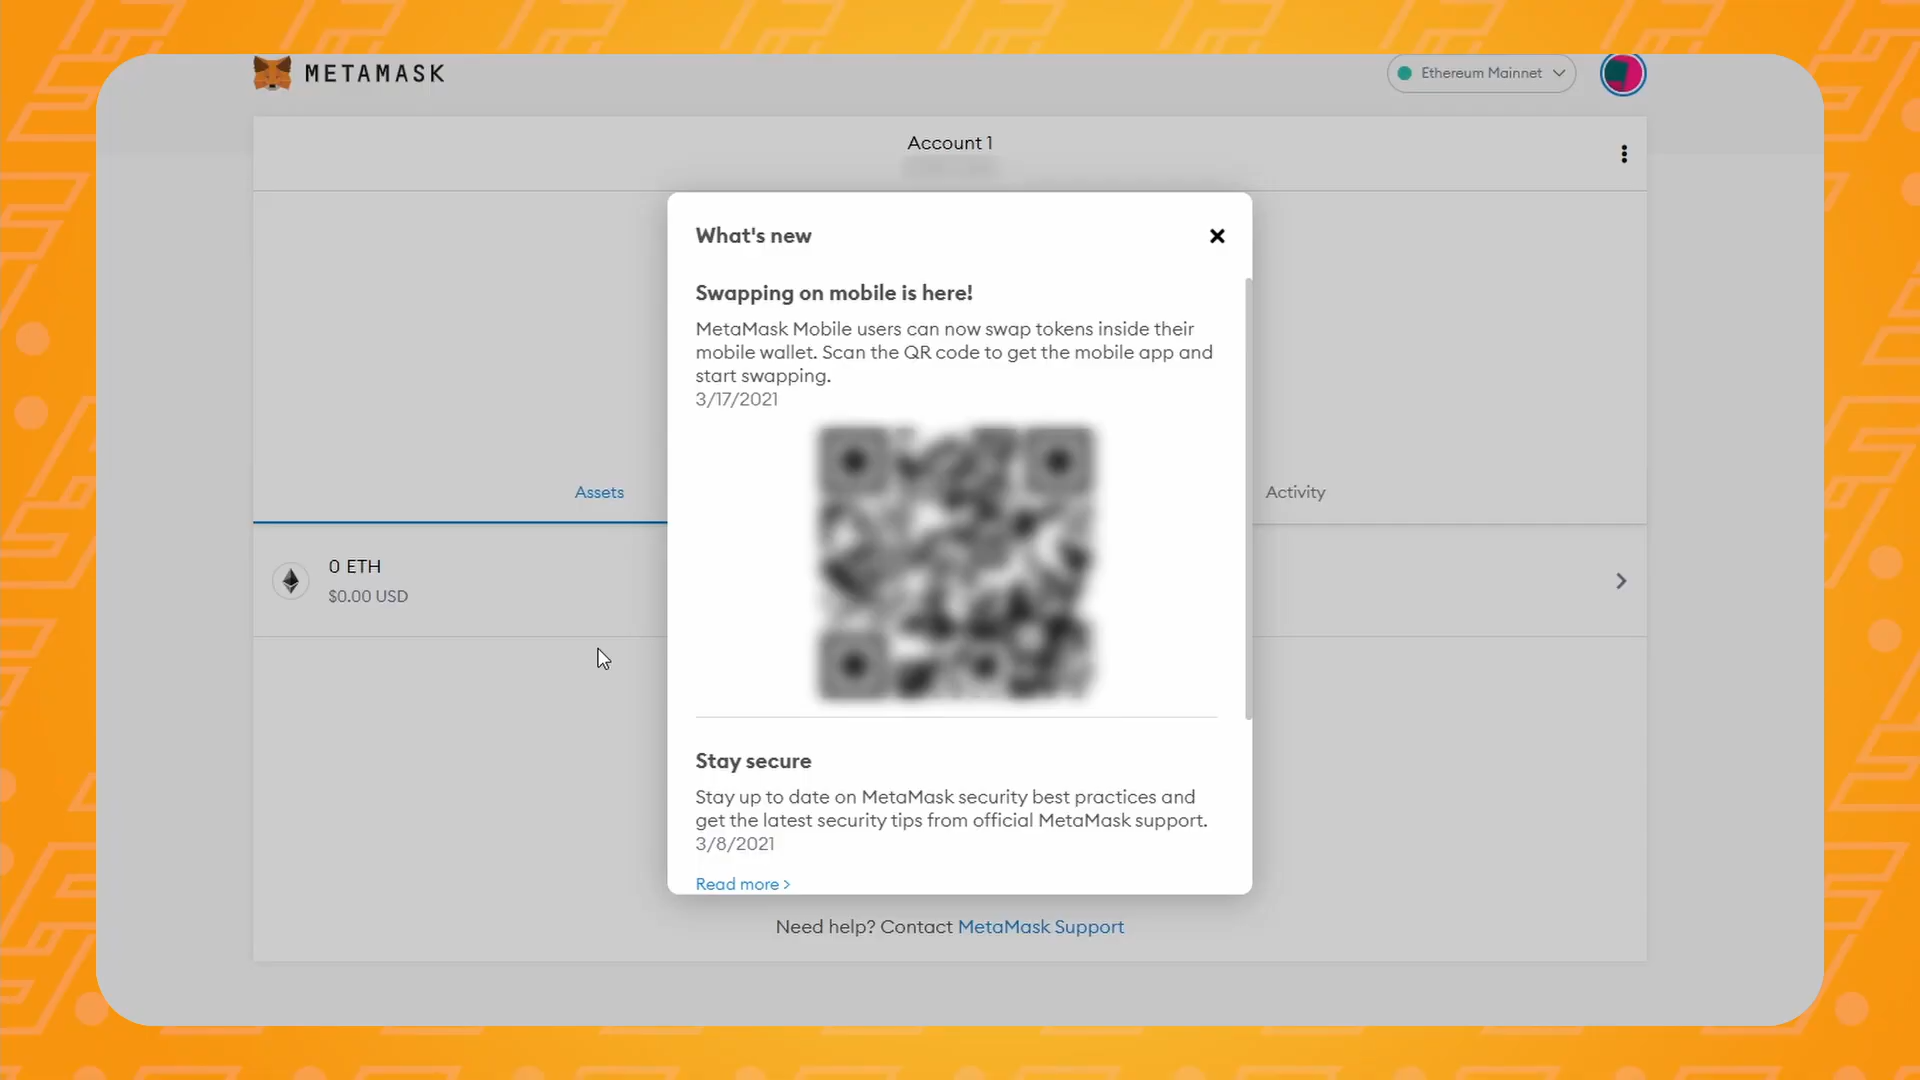 METAMASK
Ethereum Mainnet
Account 1
What's new
Swapping on mobile is here!
MetaMask Mobile users can now swap tokens inside their
mobile wallet. Scan the QR code to get the mobile app and
start swapping.
3/17/2021
Assets
Activity
0 ETH
$0.00 USD
Stay secure
Stay up to date on MetaMask security best practices and
get the latest security tips from official MetaMask support.
3/8/2021
Read more >
Need help? Contact MetaMask Support